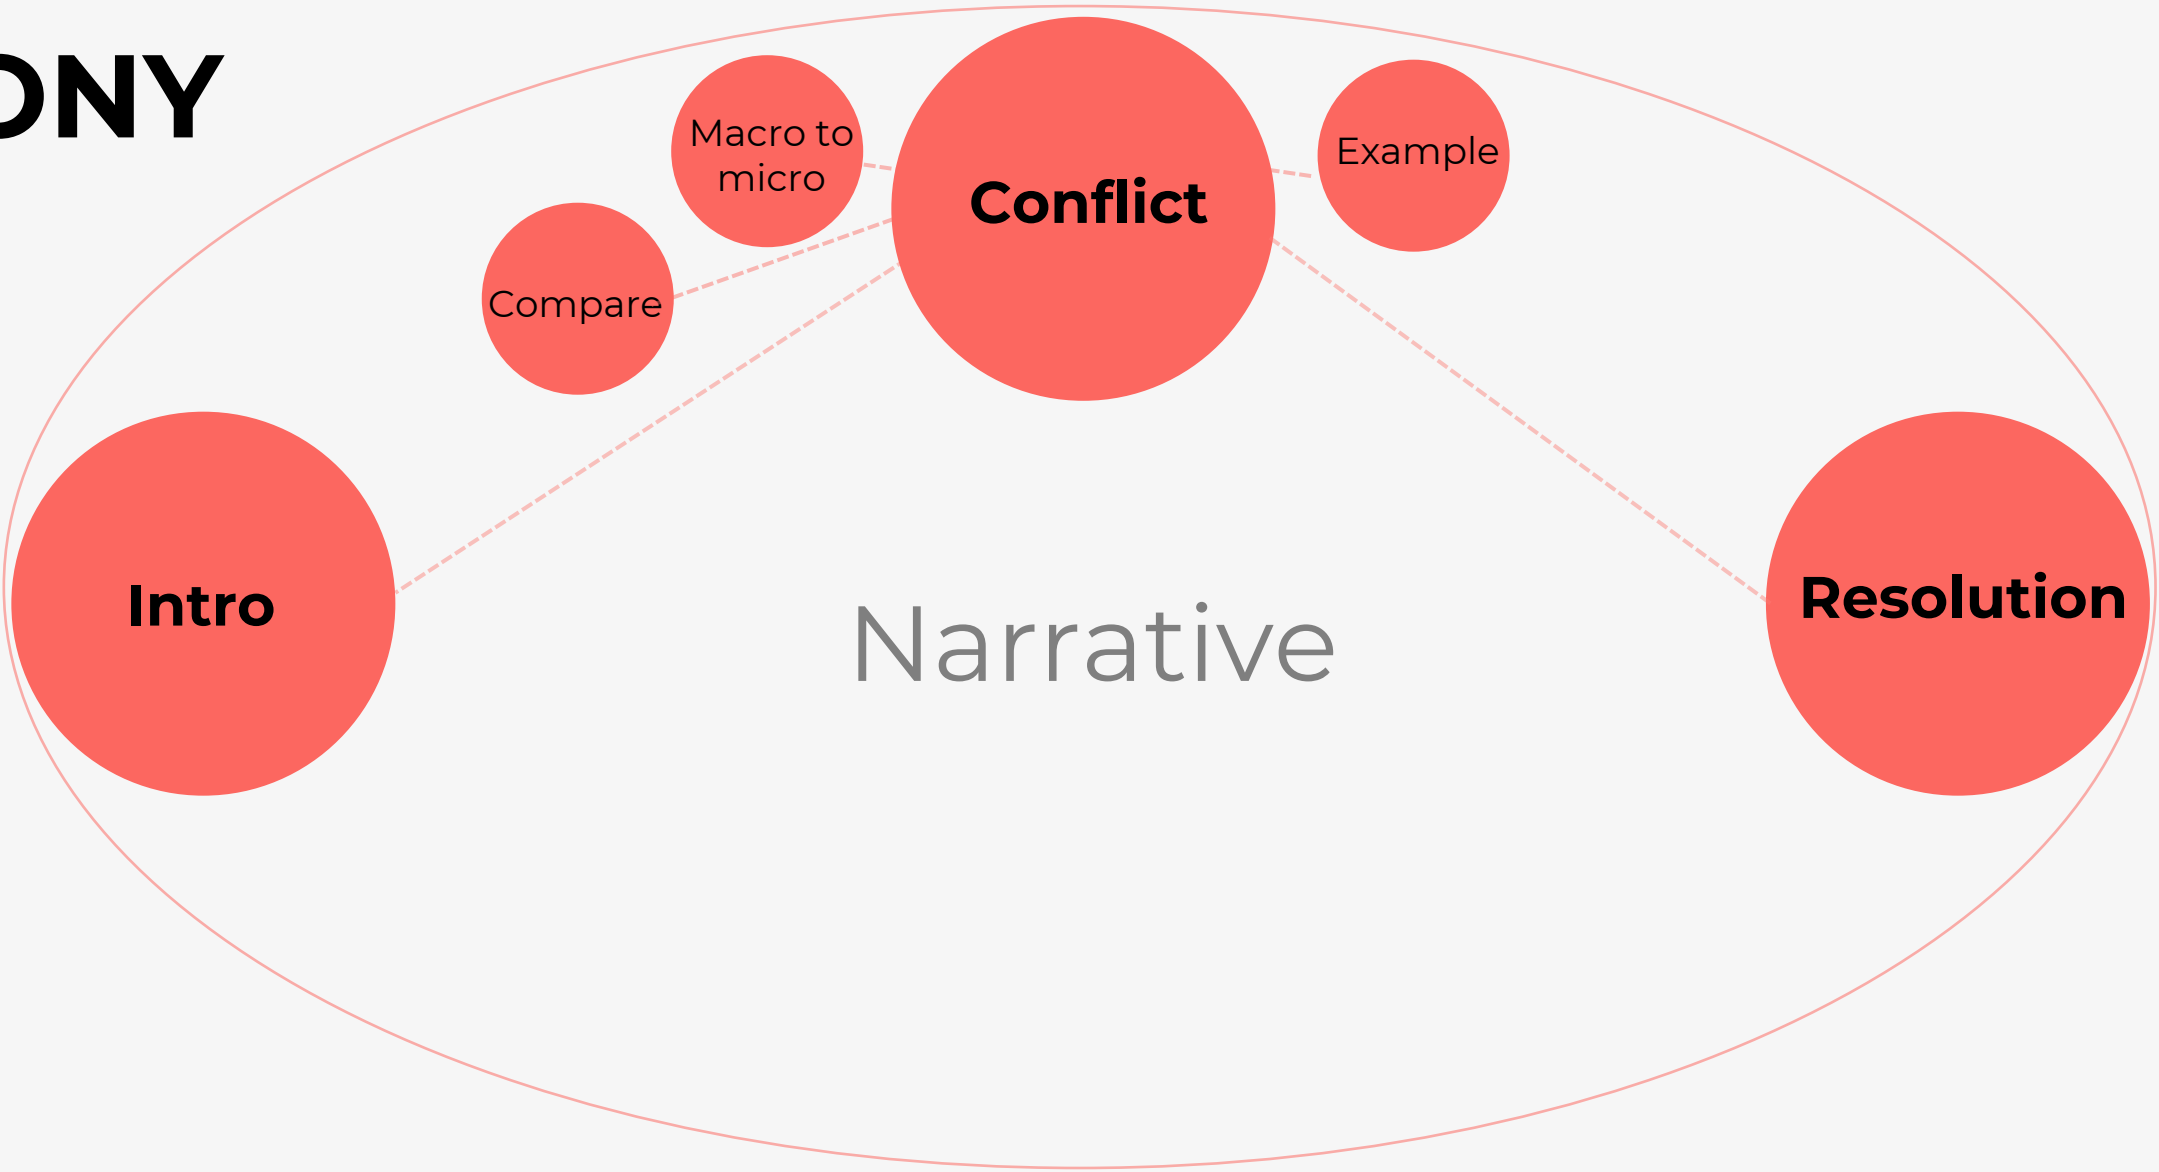 ONY
Macro to
micro
Example
Conflict
Compare
Intro
Resolution
Narrative